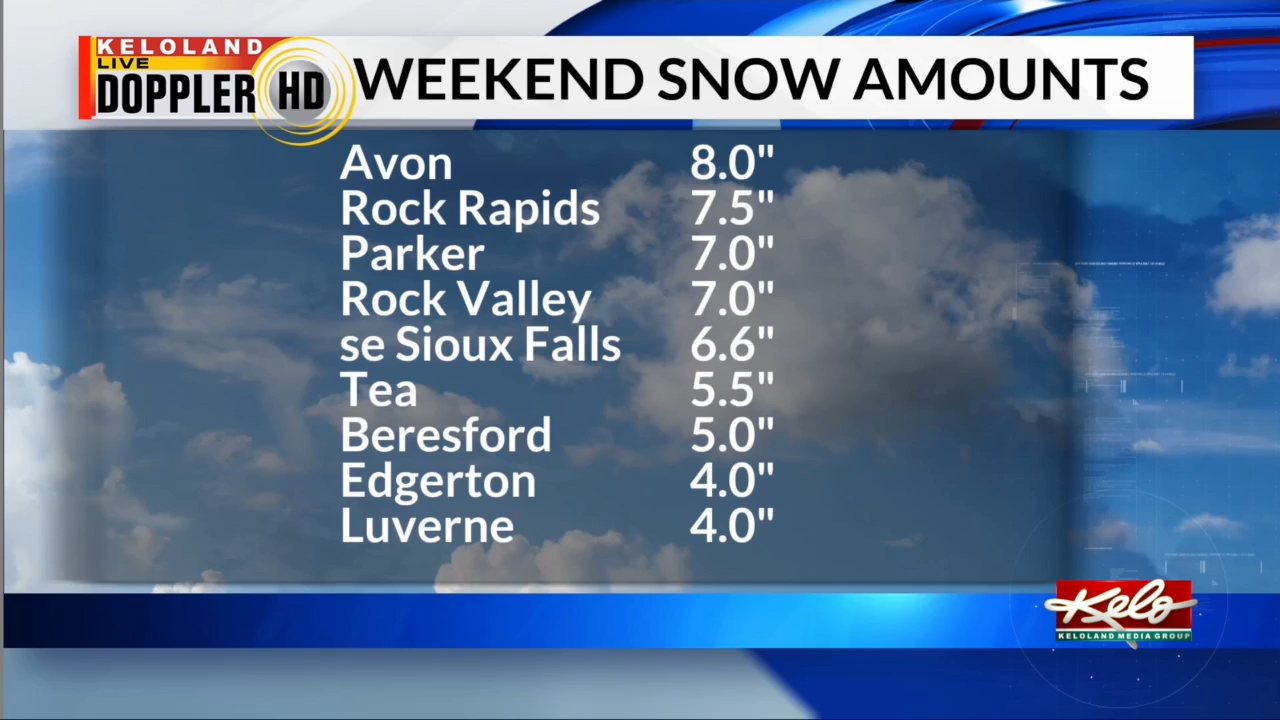 KELOLAND
LIVE
DOPPLER HD
WEEKEND SNOW AMOUNTS
Avon 8.0"
Rock Rapids 7.5"
Parker 7.0"
Rock Valley 7.0"
se Sioux Falls 6.6"
Tea 5.5"
Beresford 5.0"
Edgerton 4.0"
Luverne 4.0"
Kelo
KELOLAND MEDIA GROUP